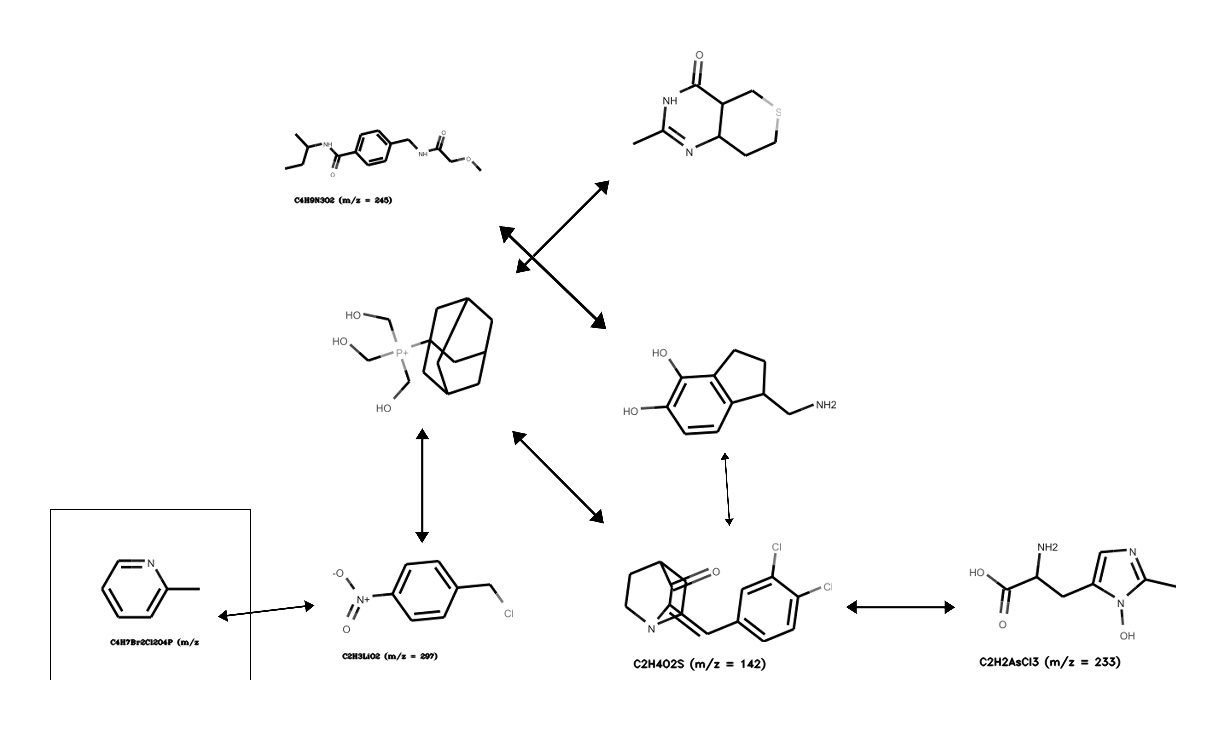 O
NH
S
N
NH
O
NH
O
O
C4H9N3O2 (m/z = 245)
HO
HO
P+
HO
HO
HO
NH2
Cl
O
Cl
N
NH2
HO
O
N
N
OH
N
-O
N+
O
Cl
C4H7Br2Cl2O4P (m/z
C2H3LiO2 (m/z = 297)
C2H4O2S (m/z = 142)
C2H2AsCl3 (m/z = 233)